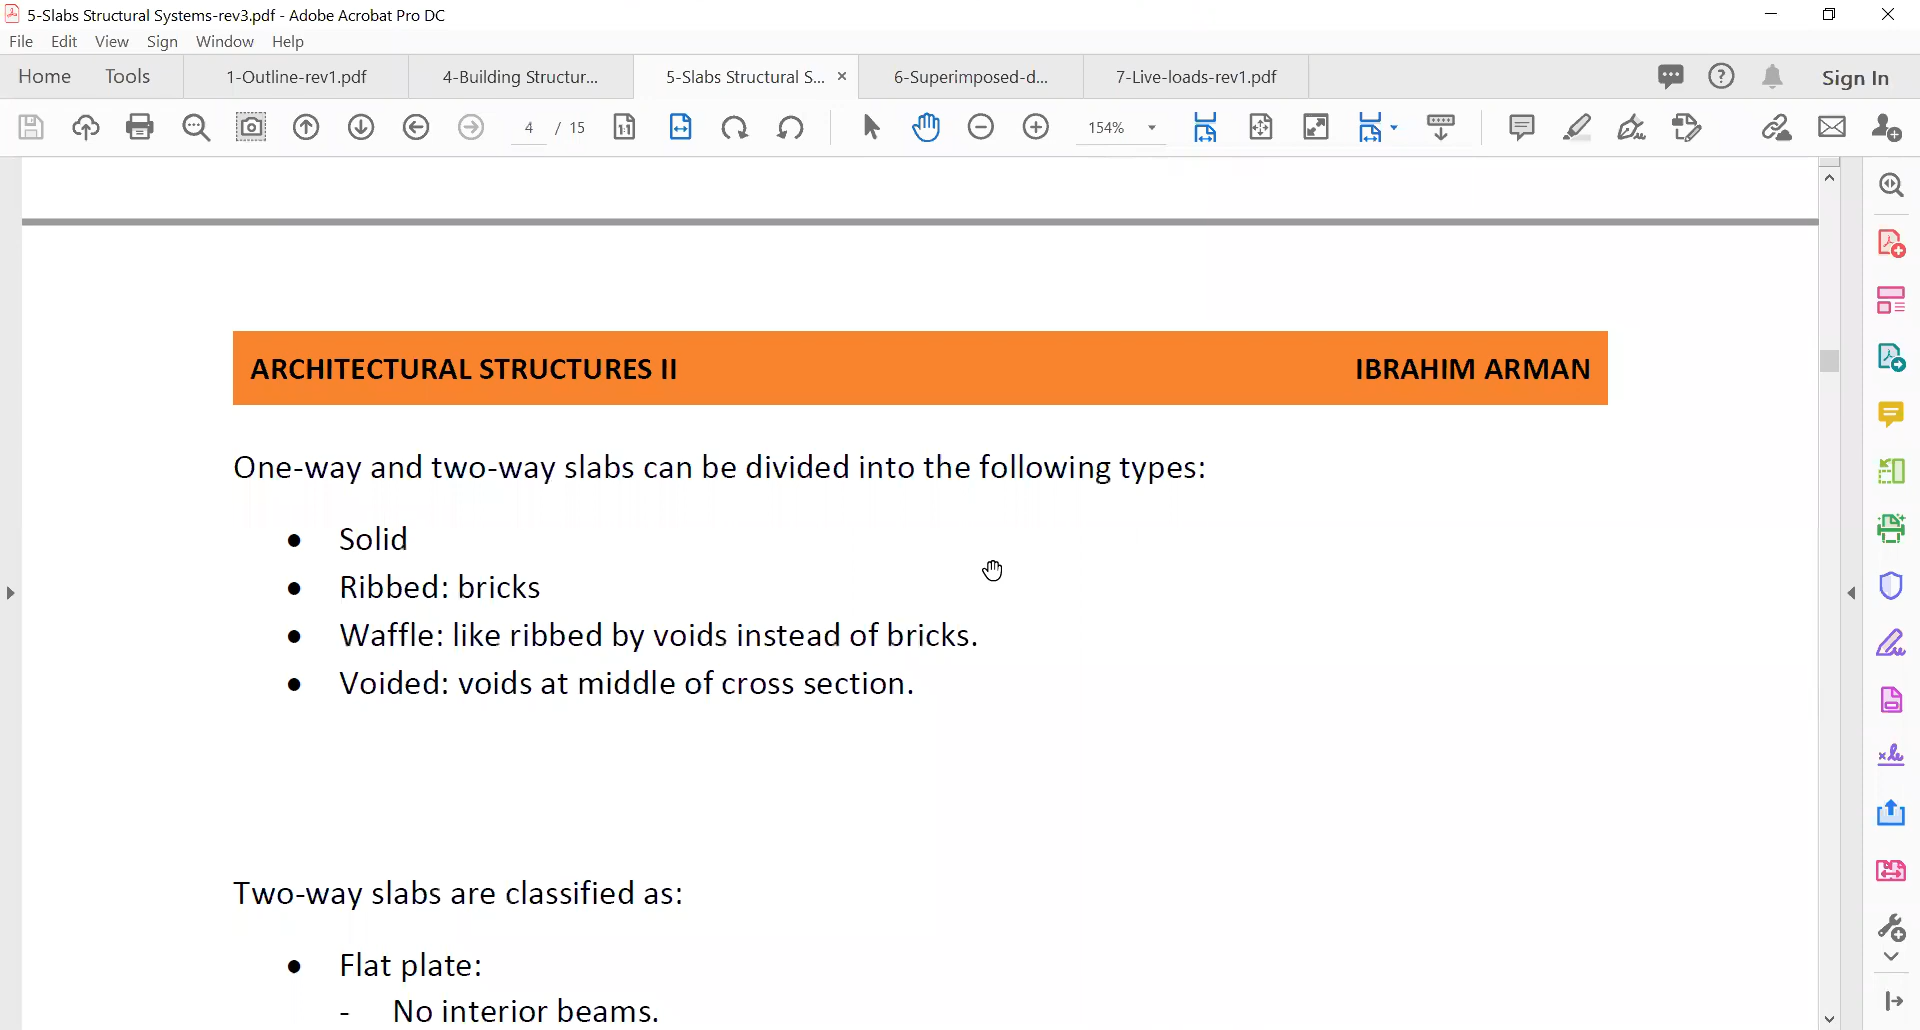 5-Slabs Structural Systems-rev3.pdf - Adobe Acrobat Pro DC
File Edit View Sign Window Help
Home Tools 1-Outline-rev1.pdf 4-Building Structur... 5-Slabs Structural S... × 6-Superimposed-d... 7-Live-loads-rev1.pdf Sign In
4 / 15 154%
ARCHITECTURAL STRUCTURES II IBRAHIM ARMAN
One-way and two-way slabs can be divided into the following types:
● Solid
● Ribbed: bricks
● Waffle: like ribbed by voids instead of bricks.
● Voided: voids at middle of cross section.
Two-way slabs are classified as:
● Flat plate:
- No interior beams.